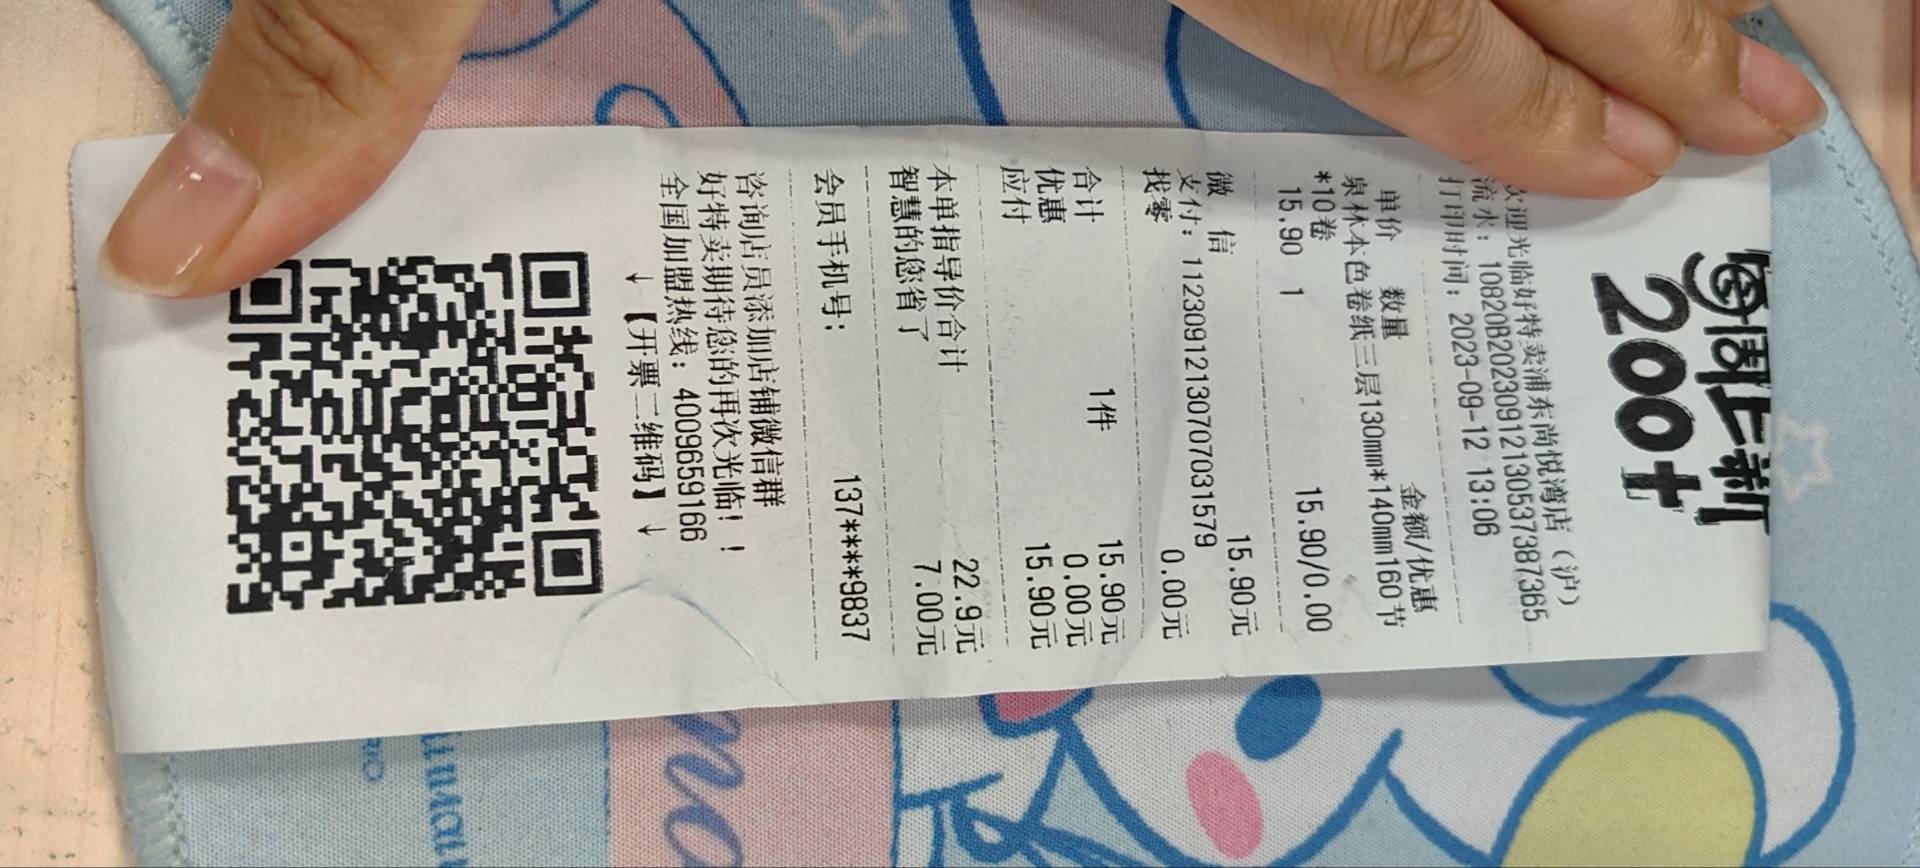 每周上新
200+
欢迎光临好特卖浦东尚悦湾店（沪）
流水：10820B20230912130537387365
打印时间：2023-09-12 13:06
单价 数量 金额/优惠
泉林本色卷纸三层130mm*140mm160节
*10卷
15.90 1 15.90/0.00
微 信 15.90元
支付：1123091213070703​1579
找零 0.00元
合计 1件 15.90元
优惠 0.00元
应付 15.90元
本单指导价合计 22.9元
智慧的您省了 7.00元
会员手机号： 137****9837
咨询店员添加店铺微信群
好特卖期待您的再次光临！！
全国加盟热线：4009659166
↓【开票二维码】↓